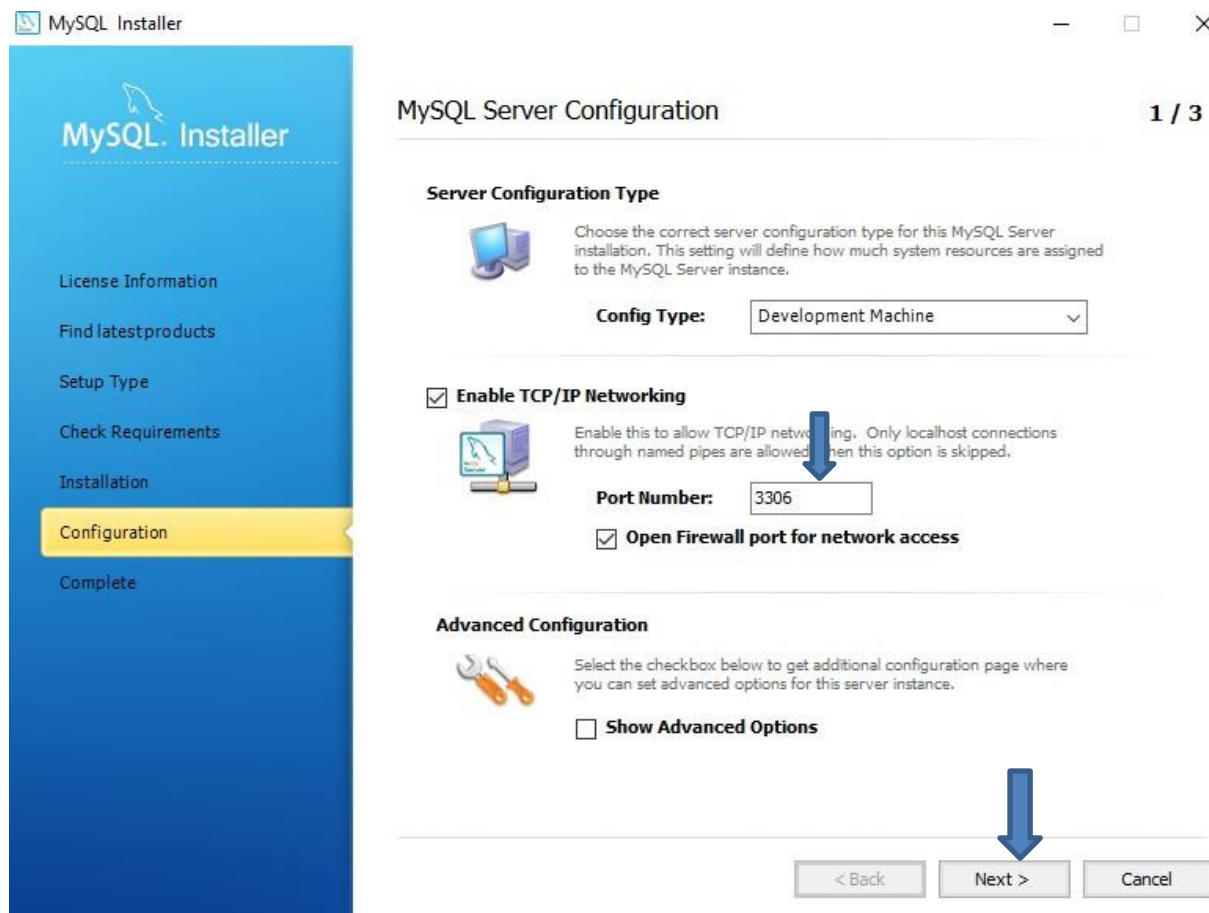 MySQL Installer
MySQL. Installer
License Information
Find latestproducts
Setup Type
Check Requirements
Installation
Configuration
Complete
MySQL Server Configuration
1 / 3
Server Configuration Type
Choose the correct server configuration type for this MySQL Server
installation. This setting will define how much system resources are assigned
to the MySQL Server instance.
Config Type: Development Machine
Enable TCP/IP Networking
Enable this to allow TCP/IP networking. Only localhost connections
through named pipes are allowed when this option is skipped.
Port Number: 3306
Open Firewall port for network access
Advanced Configuration
Select the checkbox below to get additional configuration page where
you can set advanced options for this server instance.
Show Advanced Options
< Back Next > Cancel